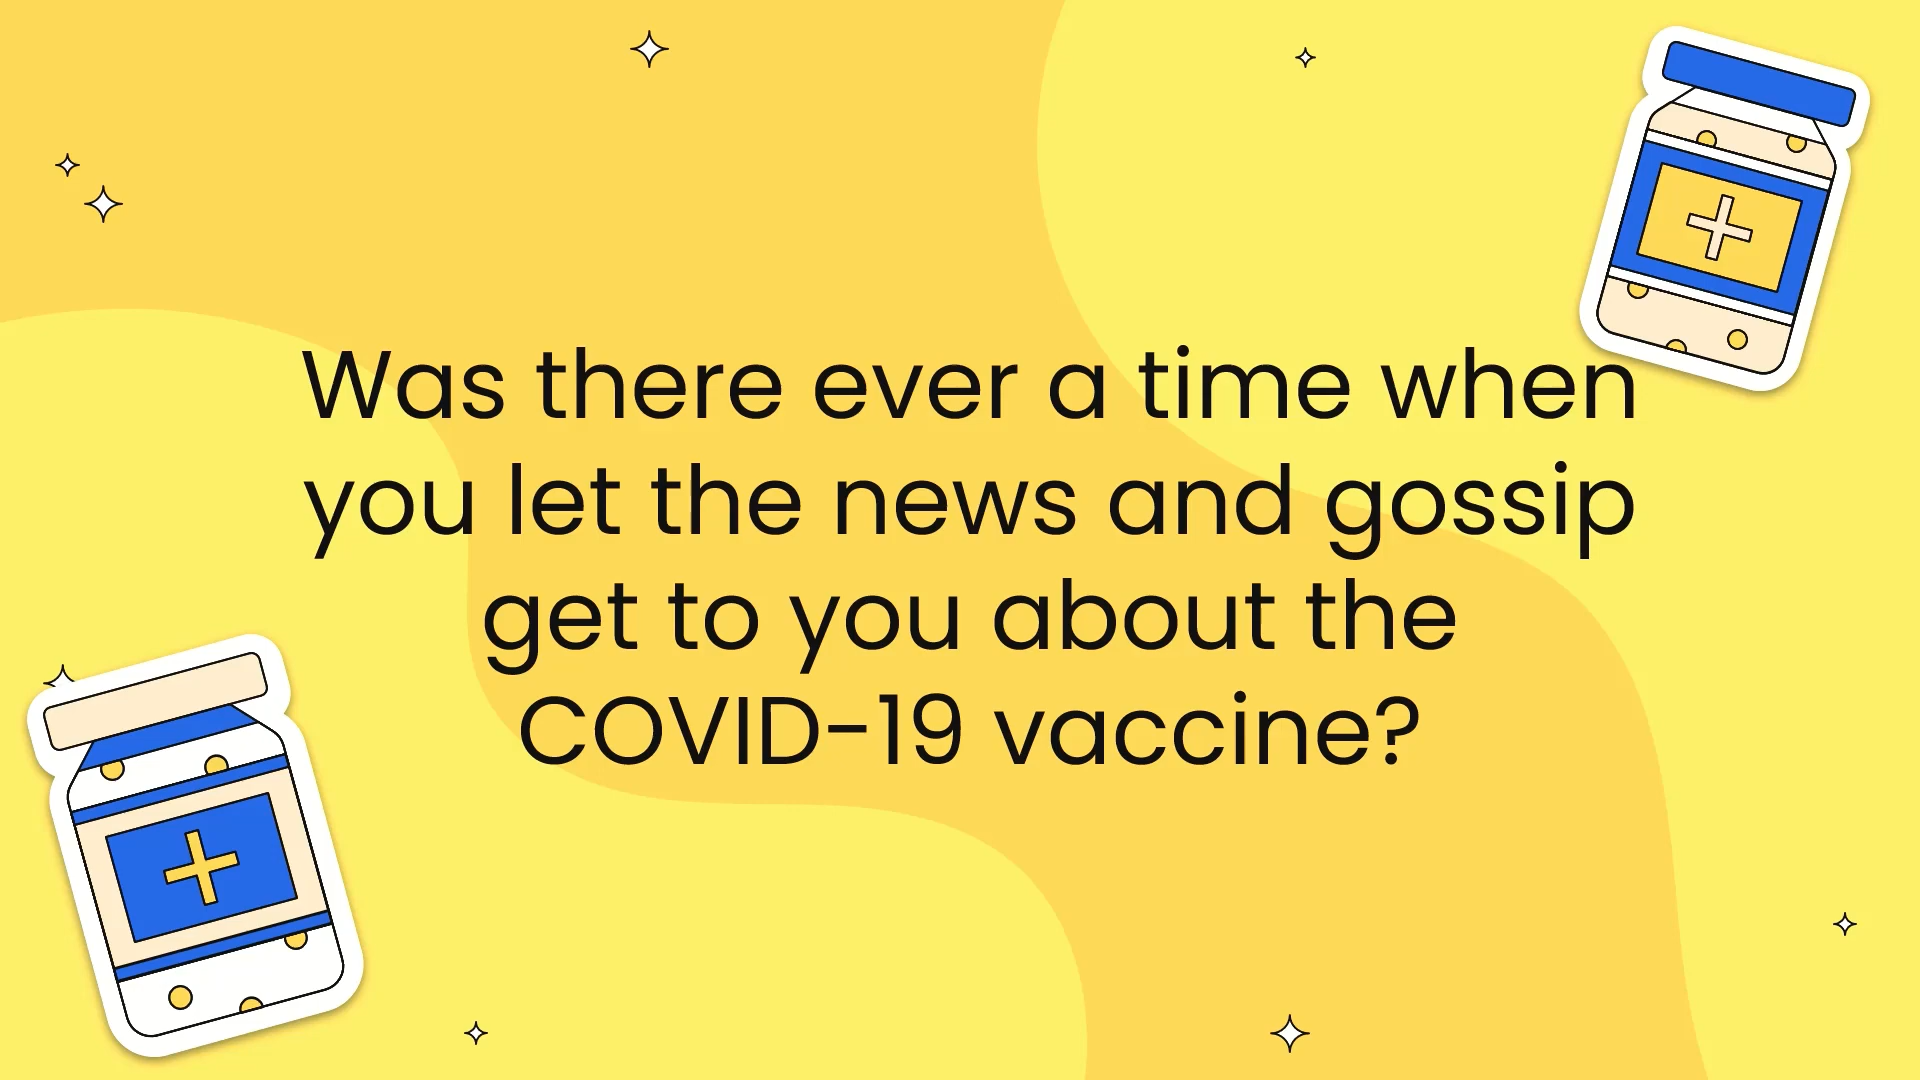 Was there ever a time when
you let the news and gossip
get to you about the
COVID-19 vaccine?